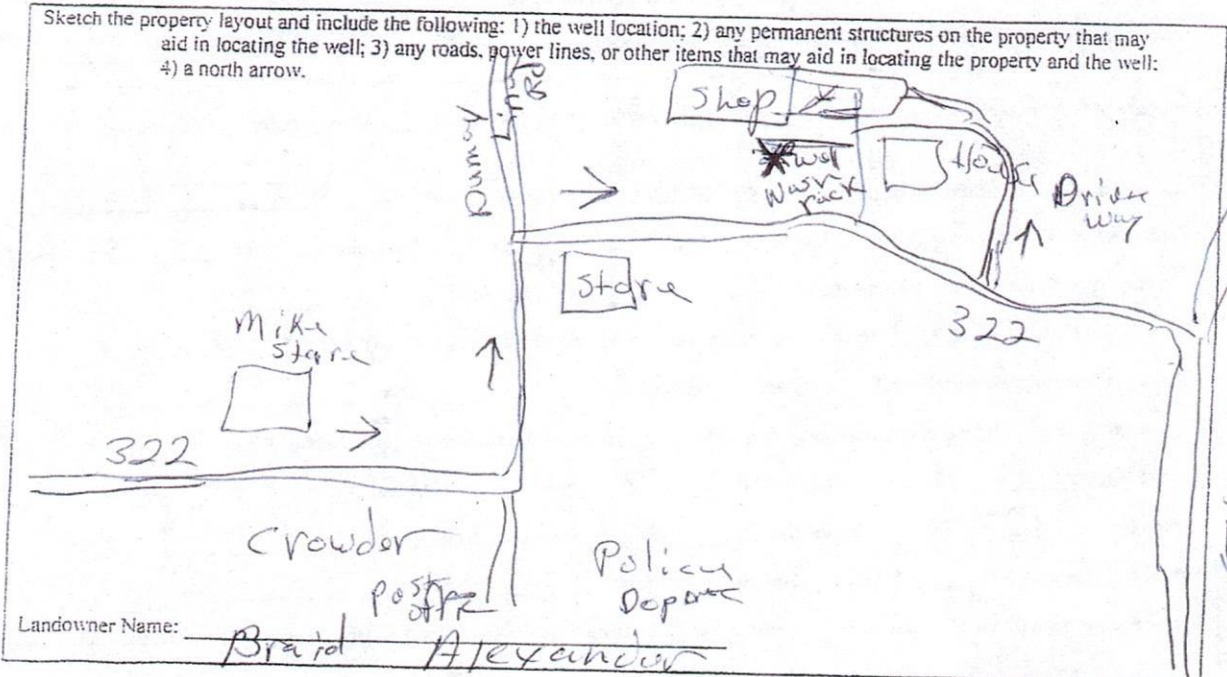 Sketch the property layout and include the following: 1) the well location; 2) any permanent structures on the property that may
aid in locating the well; 3) any roads, power lines, or other items that may aid in locating the property and the well;
4) a north arrow.
Rd
Shop
well
Wash
rack
House
Drive
way
Store
322
Mike
Store
322
Crowder
Post
off
Police
Depart
Landowner Name:
Braid Alexander